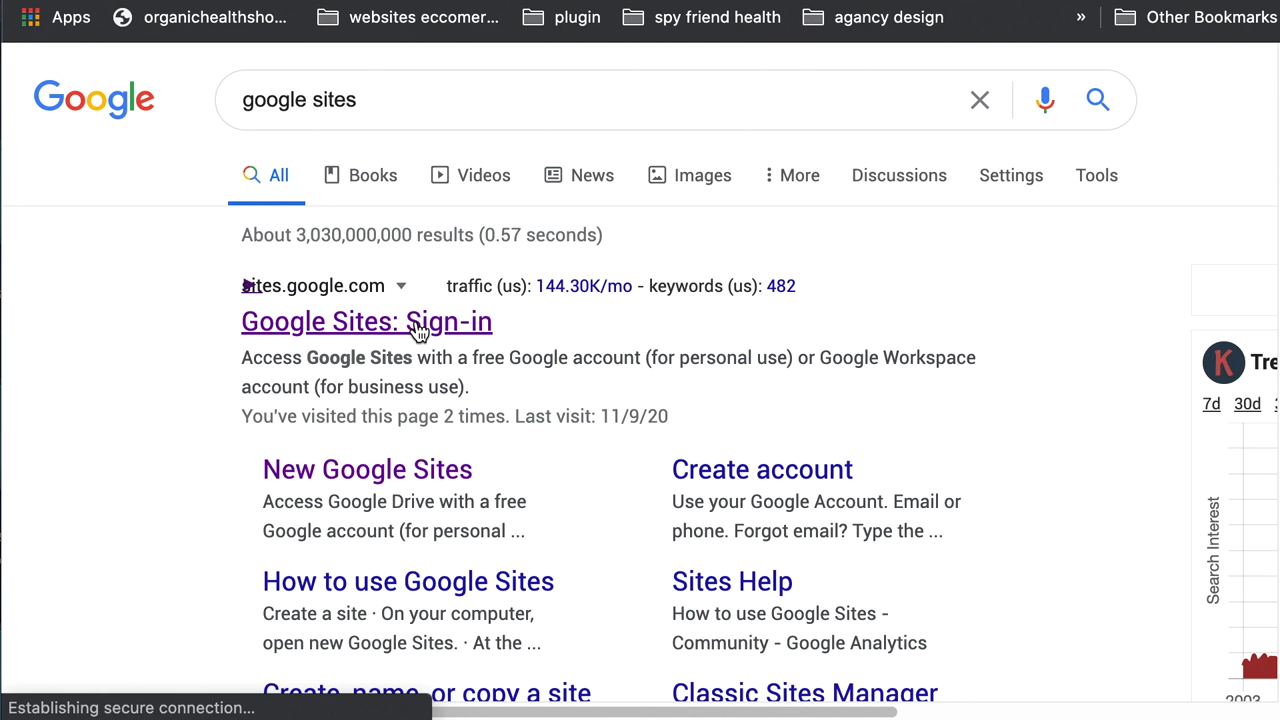 Apps organichealthsho... websites eccomer... plugin spy friend health agancy design » Other Bookmarks
Google google sites
All Books Videos News Images More Discussions Settings Tools
About 3,030,000,000 results (0.57 seconds)
sites.google.com traffic (us): 144.30K/mo - keywords (us): 482
Google Sites: Sign-in
Access Google Sites with a free Google account (for personal use) or Google Workspace
account (for business use).
You've visited this page 2 times. Last visit: 11/9/20
New Google Sites
Access Google Drive with a free
Google account (for personal ...
Create account
Use your Google Account. Email or
phone. Forgot email? Type the ...
How to use Google Sites
Create a site · On your computer,
open new Google Sites. · At the ...
Sites Help
How to use Google Sites -
Community - Google Analytics
Create, name, or copy a site
Classic Sites Manager
K Tre
7d 30d
Search Interest
2003
Establishing secure connection...